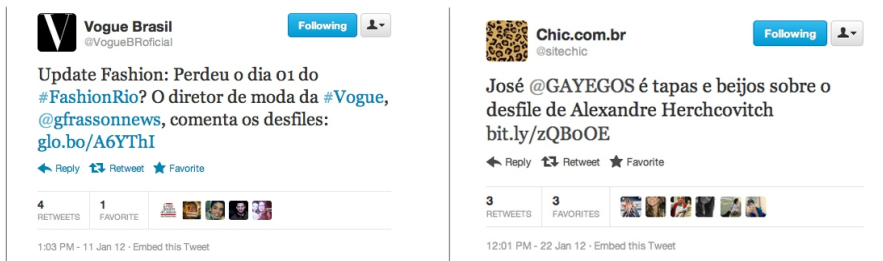 Vogue Brasil
@VogueBRoficial
Following
Update Fashion: Perdeu o dia 01 do
#FashionRio? O diretor de moda da #Vogue,
@gfrassonnews, comenta os desfiles:
glo.bo/A6YThI
Reply Retweet Favorite
4 RETWEETS
1 FAVORITE
1:03 PM - 11 Jan 12 · Embed this Tweet
Chic.com.br
@sitechic
Following
José @GAYEGOS é tapas e beijos sobre o
desfile de Alexandre Herchcovitch
bit.ly/zQB0OE
Reply Retweet Favorite
3 RETWEETS
3 FAVORITES
12:01 PM - 22 Jan 12 · Embed this Tweet